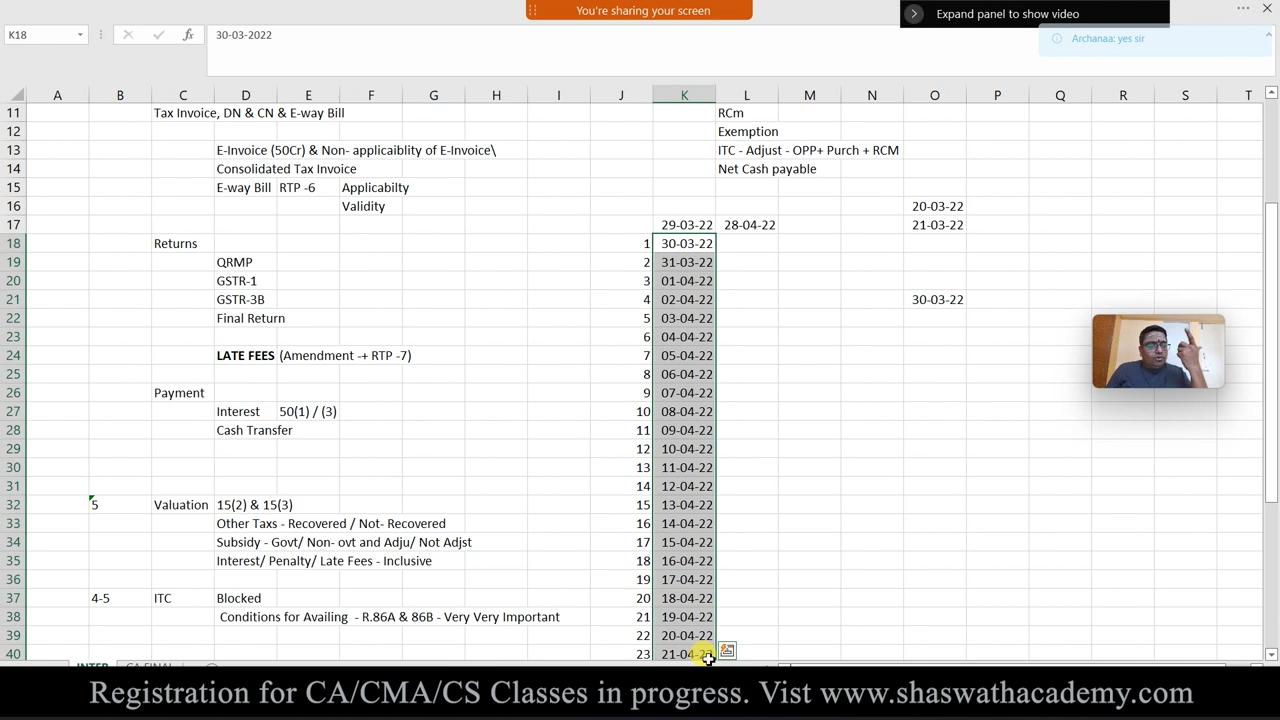 You're sharing your screen
Expand panel to show video
Archanaa: yes sir
K18
fx
30-03-2022
A B C D E F G H I J K L M N O P Q R S T
11 Tax Invoice, DN & CN & E-way Bill RCm
12 Exemption
13 E-Invoice (50Cr) & Non- applicaiblity of E-Invoice\ ITC - Adjust - OPP+ Purch + RCM
14 Consolidated Tax Invoice Net Cash payable
15 E-way Bill RTP -6 Applicabilty
16 Validity 20-03-22
17 29-03-22 28-04-22 21-03-22
18 Returns 1 30-03-22
19 QRMP 2 31-03-22
20 GSTR-1 3 01-04-22
21 GSTR-3B 4 02-04-22 30-03-22
22 Final Return 5 03-04-22
23 6 04-04-22
24 LATE FEES (Amendment -+ RTP -7) 7 05-04-22
25 8 06-04-22
26 Payment 9 07-04-22
27 Interest 50(1) / (3) 10 08-04-22
28 Cash Transfer 11 09-04-22
29 12 10-04-22
30 13 11-04-22
31 14 12-04-22
32 5 Valuation 15(2) & 15(3) 15 13-04-22
33 Other Taxs - Recovered / Not- Recovered 16 14-04-22
34 Subsidy - Govt/ Non- ovt and Adju/ Not Adjst 17 15-04-22
35 Interest/ Penalty/ Late Fees - Inclusive 18 16-04-22
36 19 17-04-22
37 4-5 ITC Blocked 20 18-04-22
38 Conditions for Availing - R.86A & 86B - Very Very Important 21 19-04-22
39 22 20-04-22
40 23 21-04-22
INTER CA FINAL
Registration for CA/CMA/CS Classes in progress. Vist www.shaswathacademy.com